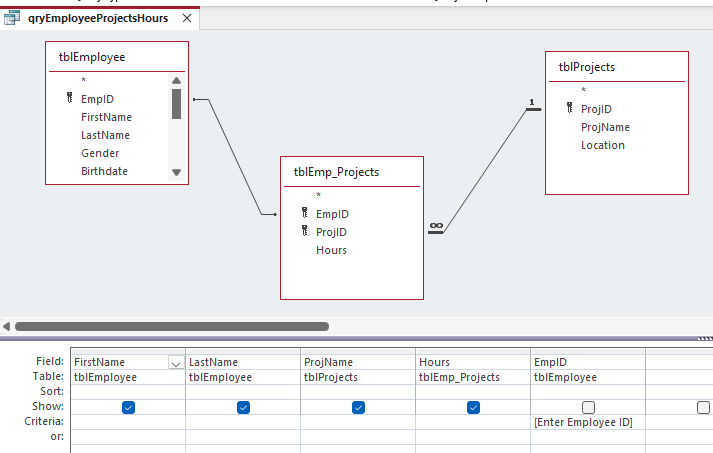 qryEmployeeProjectsHours
tblEmployee
*
EmpID
FirstName
LastName
Gender
Birthdate
tblEmp_Projects
*
EmpID
ProjID
Hours
tblProjects
*
ProjID
ProjName
Location
1
∞
Field: FirstName LastName ProjName Hours EmpID
Table: tblEmployee tblEmployee tblProjects tblEmp_Projects tblEmployee
Sort:
Show:
Criteria: [Enter Employee ID]
or: